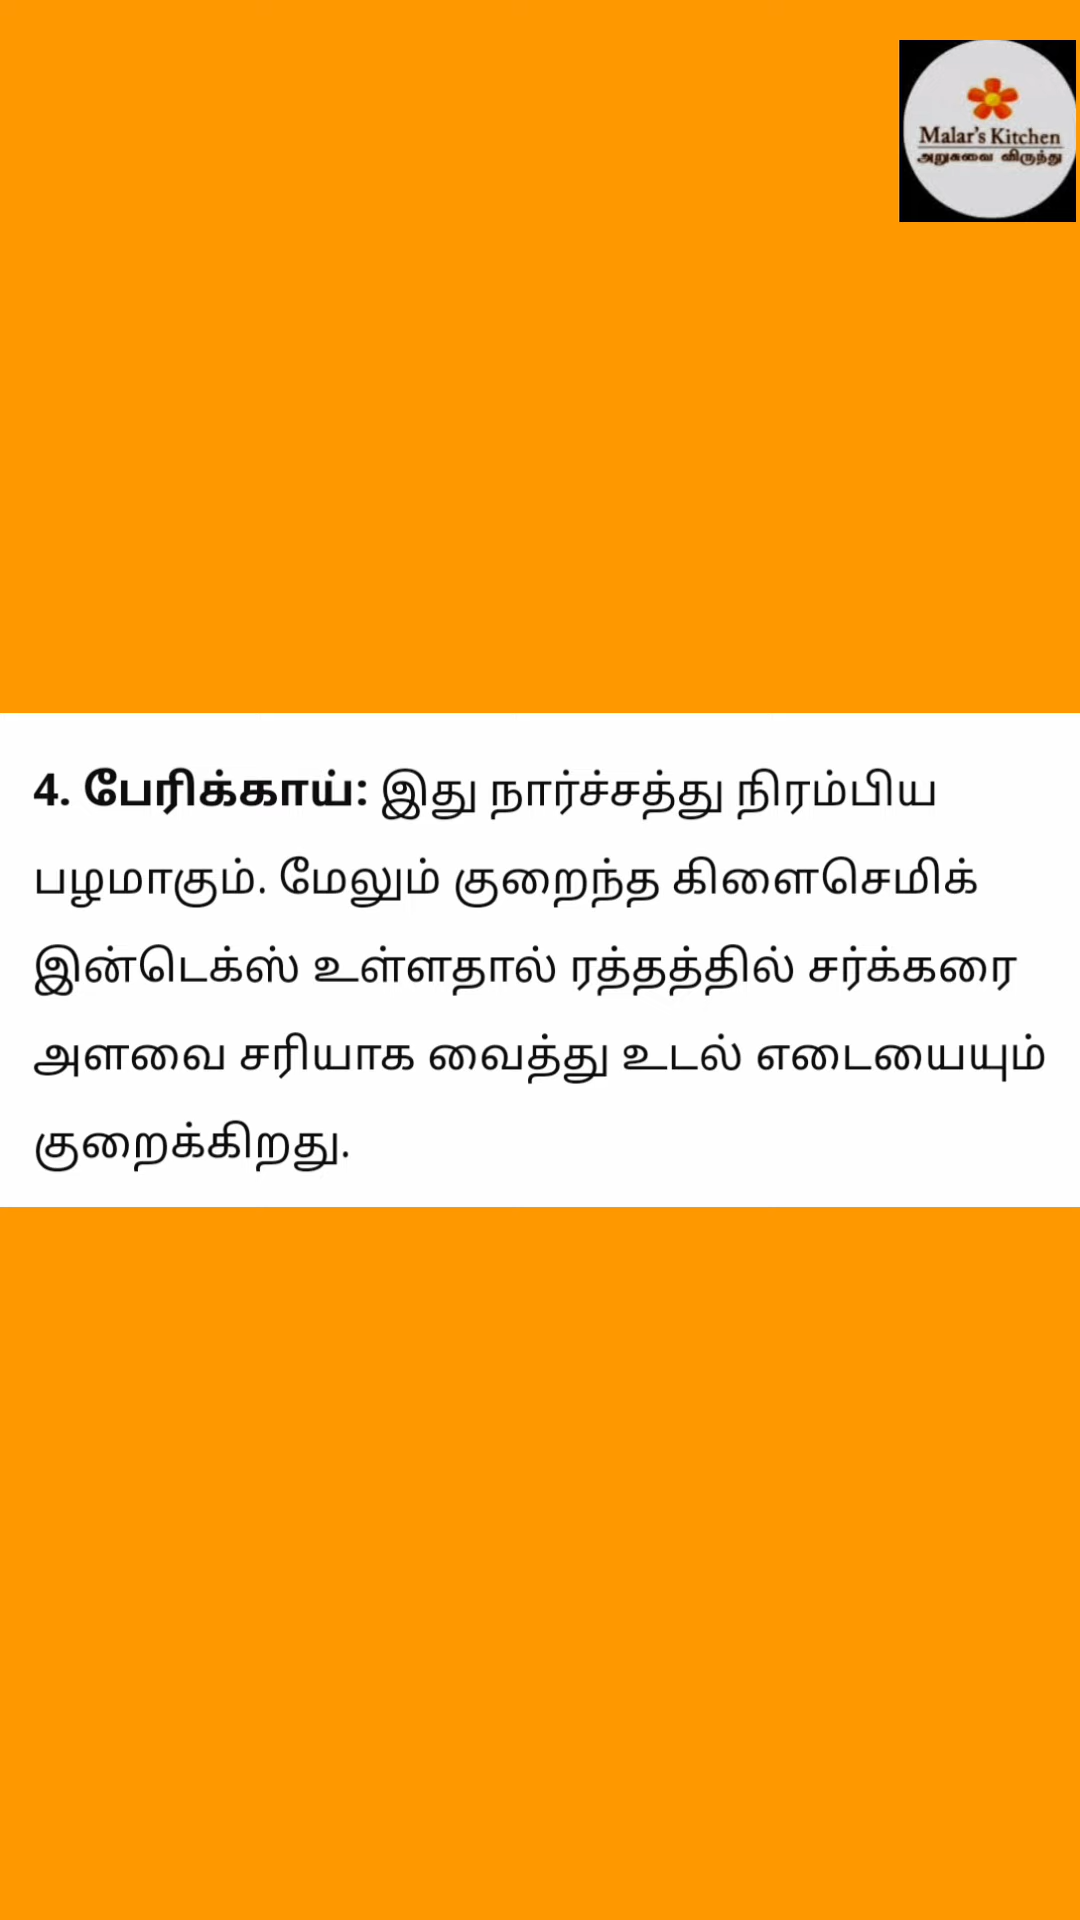 Malar's Kitchen
அறுசுவை விருந்து
4. பேரிக்காய்: இது நார்ச்சத்து நிரம்பிய
பழமாகும். மேலும் குறைந்த கிளைசெமிக்
இன்டெக்ஸ் உள்ளதால் ரத்தத்தில் சர்க்கரை
அளவை சரியாக வைத்து உடல் எடையையும்
குறைக்கிறது.